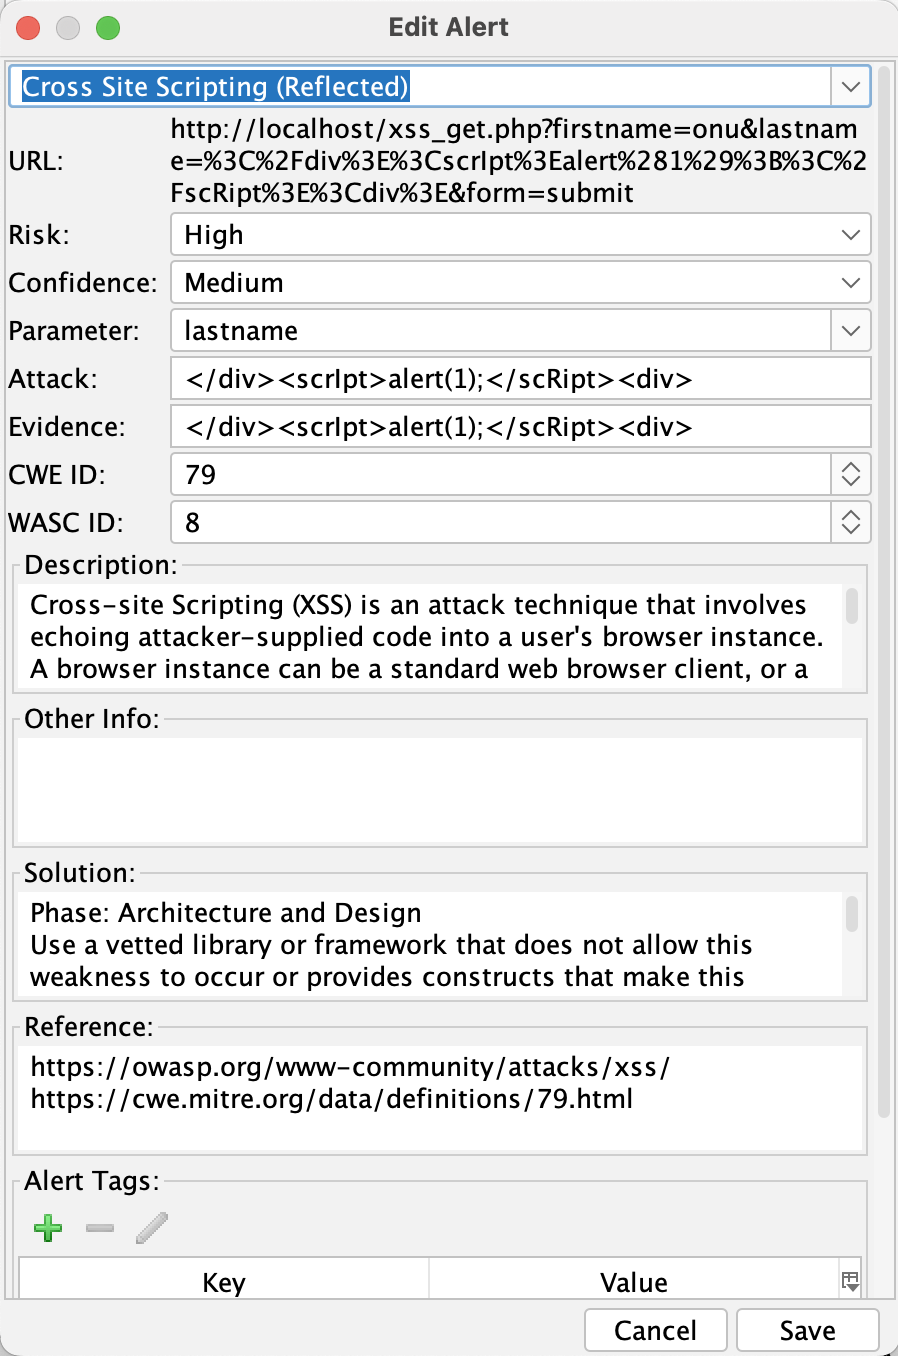 Edit Alert
Cross Site Scripting (Reflected)
URL:
http://localhost/xss_get.php?firstname=onu&lastnam
e=%3C%2Fdiv%3E%3CscrIpt%3Ealert%281%29%3B%3C%2
FscRipt%3E%3Cdiv%3E&form=submit
Risk: High
Confidence: Medium
Parameter: lastname
Attack: </div><scrIpt>alert(1);</scRipt><div>
Evidence: </div><scrIpt>alert(1);</scRipt><div>
CWE ID: 79
WASC ID: 8
Description:
Cross-site Scripting (XSS) is an attack technique that involves
echoing attacker-supplied code into a user's browser instance.
A browser instance can be a standard web browser client, or a
Other Info:
Solution:
Phase: Architecture and Design
Use a vetted library or framework that does not allow this
weakness to occur or provides constructs that make this
Reference:
https://owasp.org/www-community/attacks/xss/
https://cwe.mitre.org/data/definitions/79.html
Alert Tags:
Key Value
Cancel Save